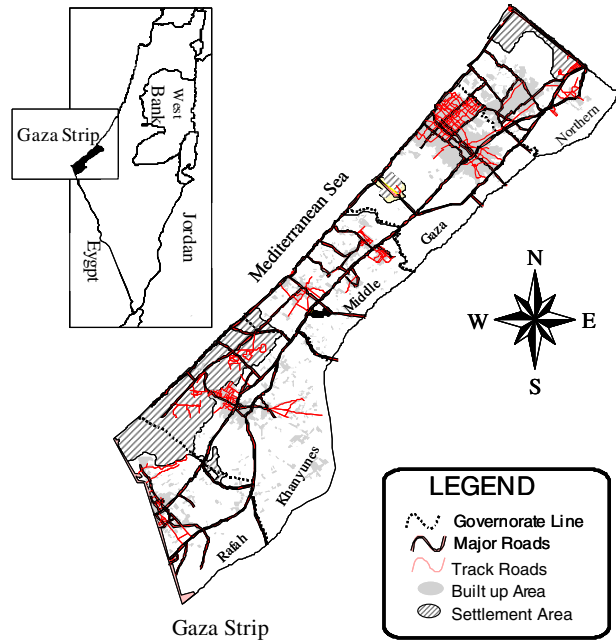 West
Bank
Gaza Strip
Jordan
Eygpt
Mediterranean Sea
Northern
Gaza
Middle
Khanyunes
Rafah
N
W
E
S
Gaza Strip
LEGEND
Governorate Line
Major Roads
Track Roads
Built up Area
Settlement Area